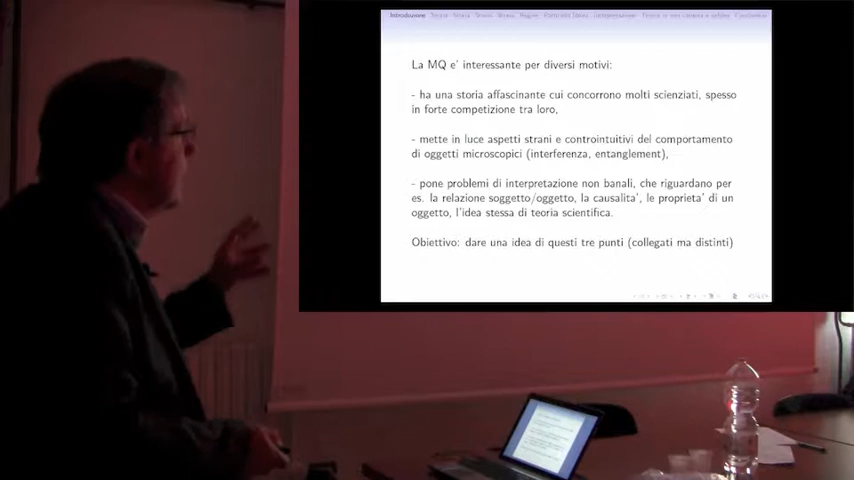 Introduzione
La MQ e' interessante per diversi motivi:
- ha una storia affascinante cui concorrono molti scienziati, spesso
in forte competizione tra loro,
- mette in luce aspetti strani e controintuitivi del comportamento
di oggetti microscopici (interferenza, entanglement),
- pone problemi di interpretazione non banali, che riguardano per
es. la relazione soggetto/oggetto, la causalita', le proprieta' di un
oggetto, l'idea stessa di teoria scientifica.
Obiettivo: dare una idea di questi tre punti (collegati ma distinti)